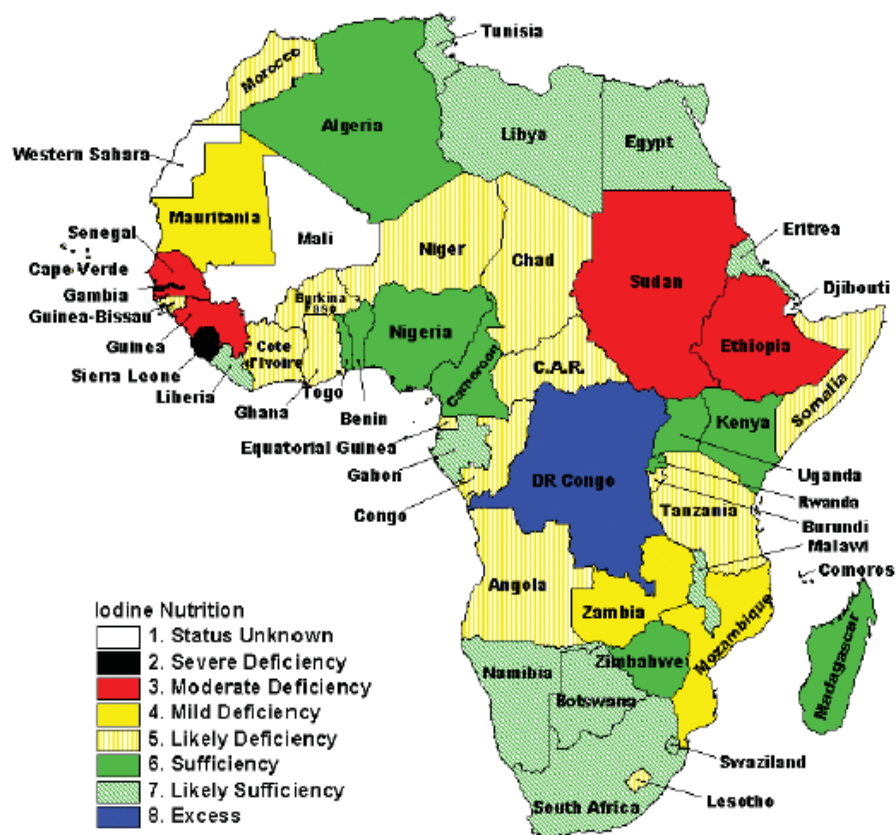 Tunisia
Morocco
Algeria
Libya
Egypt
Western Sahara
Mauritania
Mali
Niger
Chad
Sudan
Eritrea
Senegal
Cape Verde
Gambia
Guinea-Bissau
Guinea
Sierra Leone
Liberia
Burkina
Faso
Cote
d'Ivoire
Ghana
Togo
Benin
Nigeria
Cameroon
C.A.R.
Djibouti
Ethiopia
Somalia
Equatorial Guinea
Gabon
Congo
DR Congo
Kenya
Uganda
Rwanda
Burundi
Tanzania
Malawi
Comoros
Angola
Zambia
Mozambique
Madagascar
Zimbabwe
Namibia
Botswana
Swaziland
Lesotho
South Africa
Iodine Nutrition
1. Status Unknown
2. Severe Deficiency
3. Moderate Deficiency
4. Mild Deficiency
5. Likely Deficiency
6. Sufficiency
7. Likely Sufficiency
8. Excess